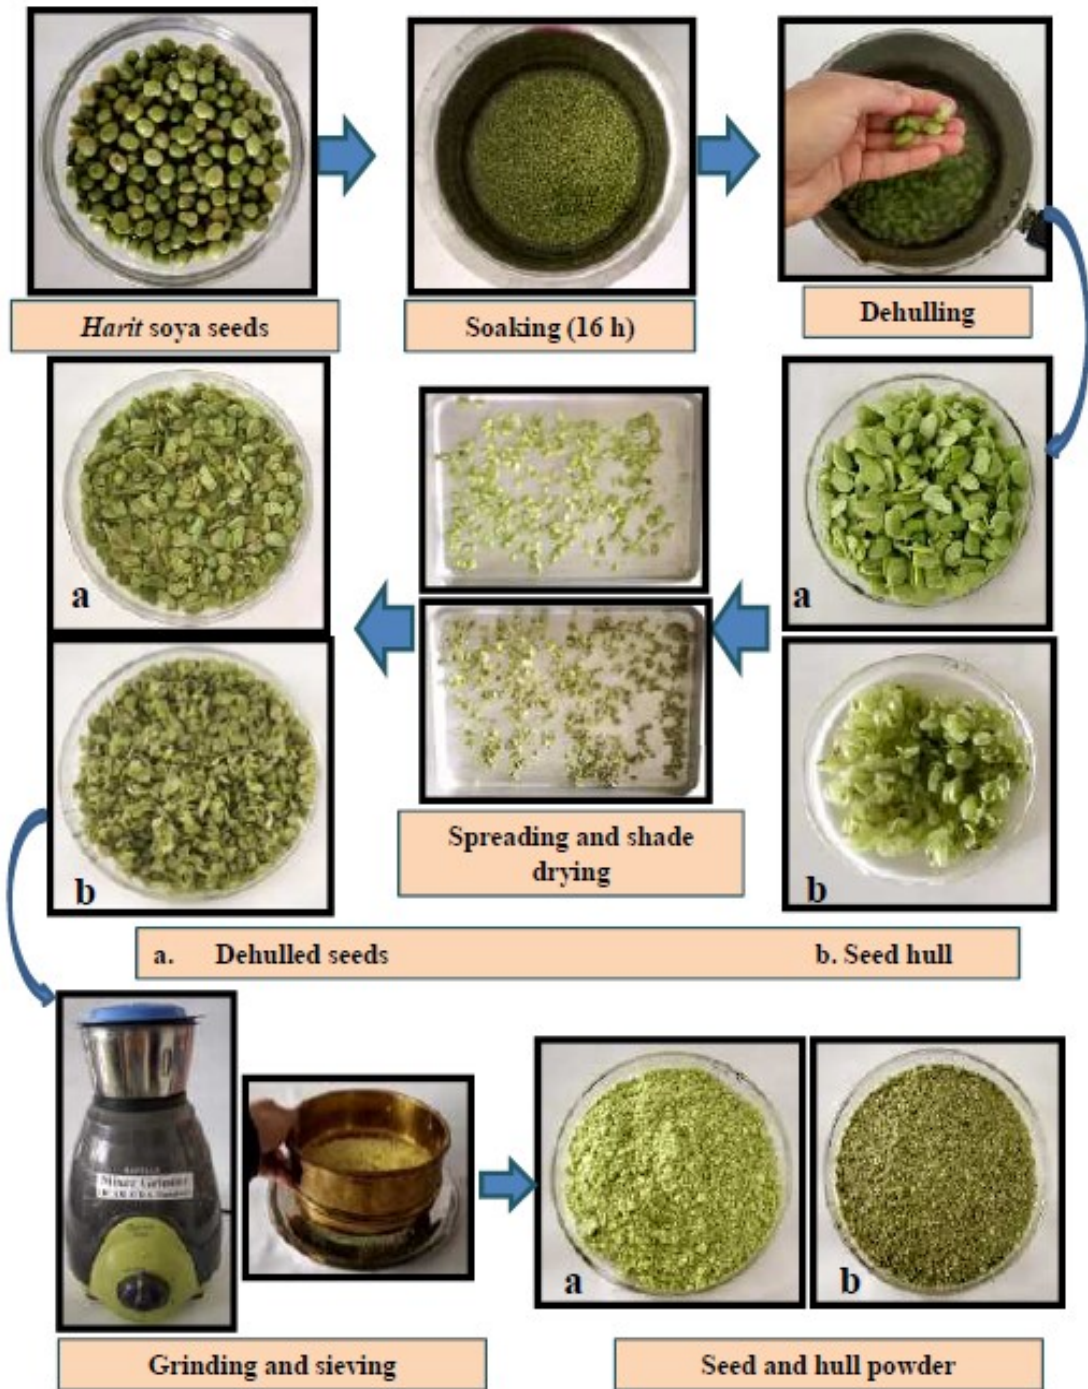 Harit soya seeds
Soaking (16 h)
Dehulling
a
a
b
b
Spreading and shade
drying
a. Dehulled seeds b. Seed hull
Mixer Grinder
a
b
Grinding and sieving
Seed and hull powder